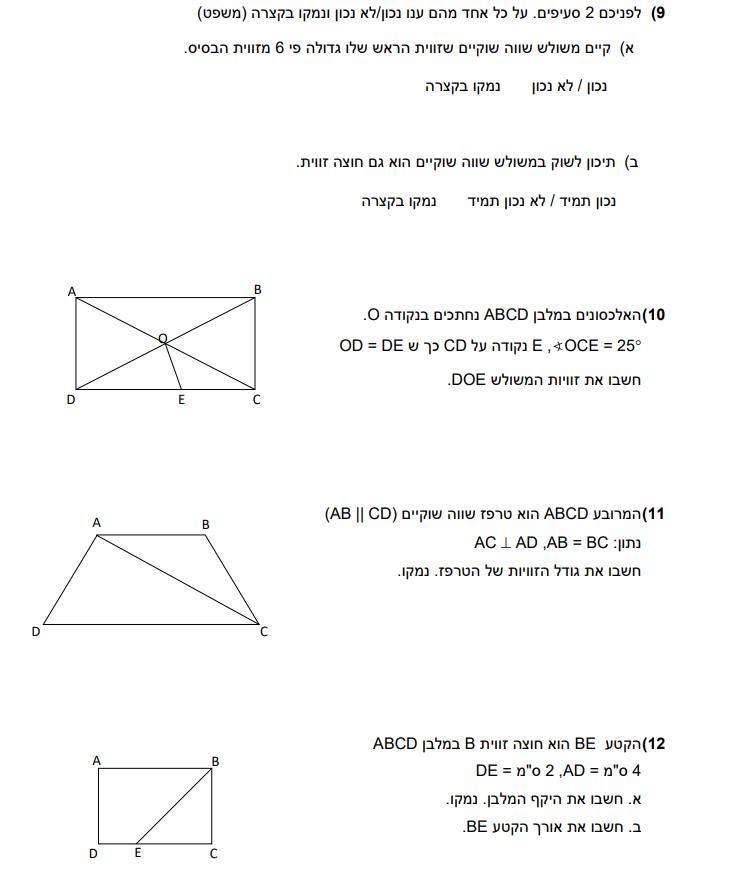 9) לפניכם 2 סעיפים. על כל אחד מהם ענו נכון/לא נכון ונמקו בקצרה (משפט)
א) קיים משולש שווה שוקיים שזווית הראש שלו גדולה פי 6 מזווית הבסיס.
נכון / לא נכון נמקו בקצרה
ב) תיכון לשוק במשולש שווה שוקיים הוא גם חוצה זווית.
נכון תמיד / לא נכון תמיד נמקו בקצרה
10) האלכסונים במלבן ABCD נחתכים בנקודה O.
∢OCE = 25°, E נקודה על CD כך ש OD = DE
חשבו את זוויות המשולש DOE.
A
B
O
D
E
C
11) המרובע ABCD הוא טרפז שווה שוקיים (AB || CD)
נתון: AB = BC, AC ⊥ AD
חשבו את גודל הזוויות של הטרפז. נמקו.
A
B
D
C
12) הקטע BE הוא חוצה זווית B במלבן ABCD
4 ס"מ = AD, 2 ס"מ = DE
א. חשבו את היקף המלבן. נמקו.
ב. חשבו את אורך הקטע BE.
A
B
D
E
C